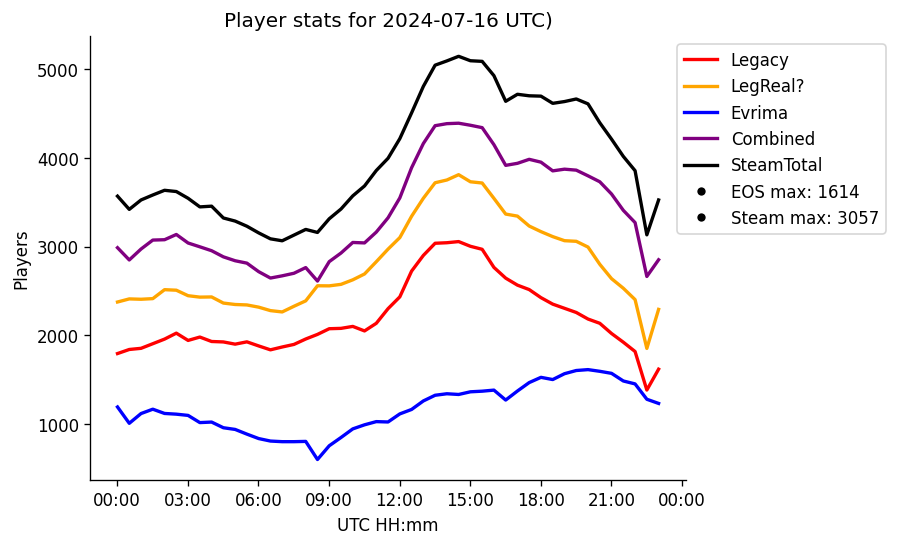 Player stats for 2024-07-16 UTC)
Legacy
LegReal?
Evrima
Combined
SteamTotal
EOS max: 1614
Steam max: 3057
Players
5000
4000
3000
2000
1000
00:00 03:00 06:00 09:00 12:00 15:00 18:00 21:00 00:00
UTC HH:mm